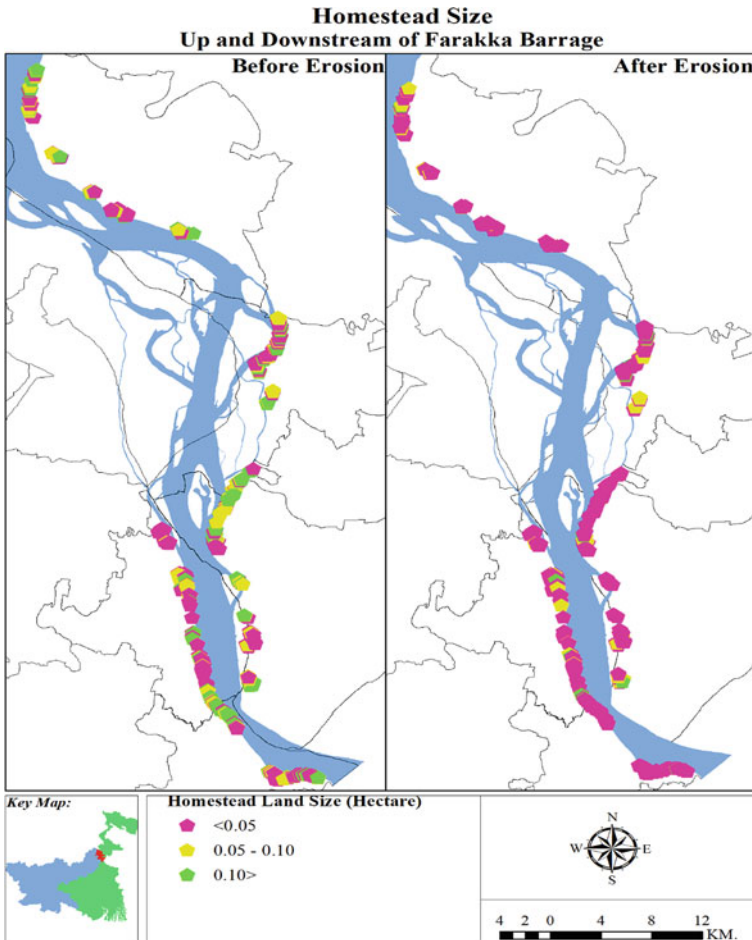 Homestead Size
Up and Downstream of Farakka Barrage
Before Erosion
After Erosion
Key Map:
Homestead Land Size (Hectare)
<0.05
0.05 - 0.10
0.10>
N
W E
S
4 2 0 4 8 12
KM.